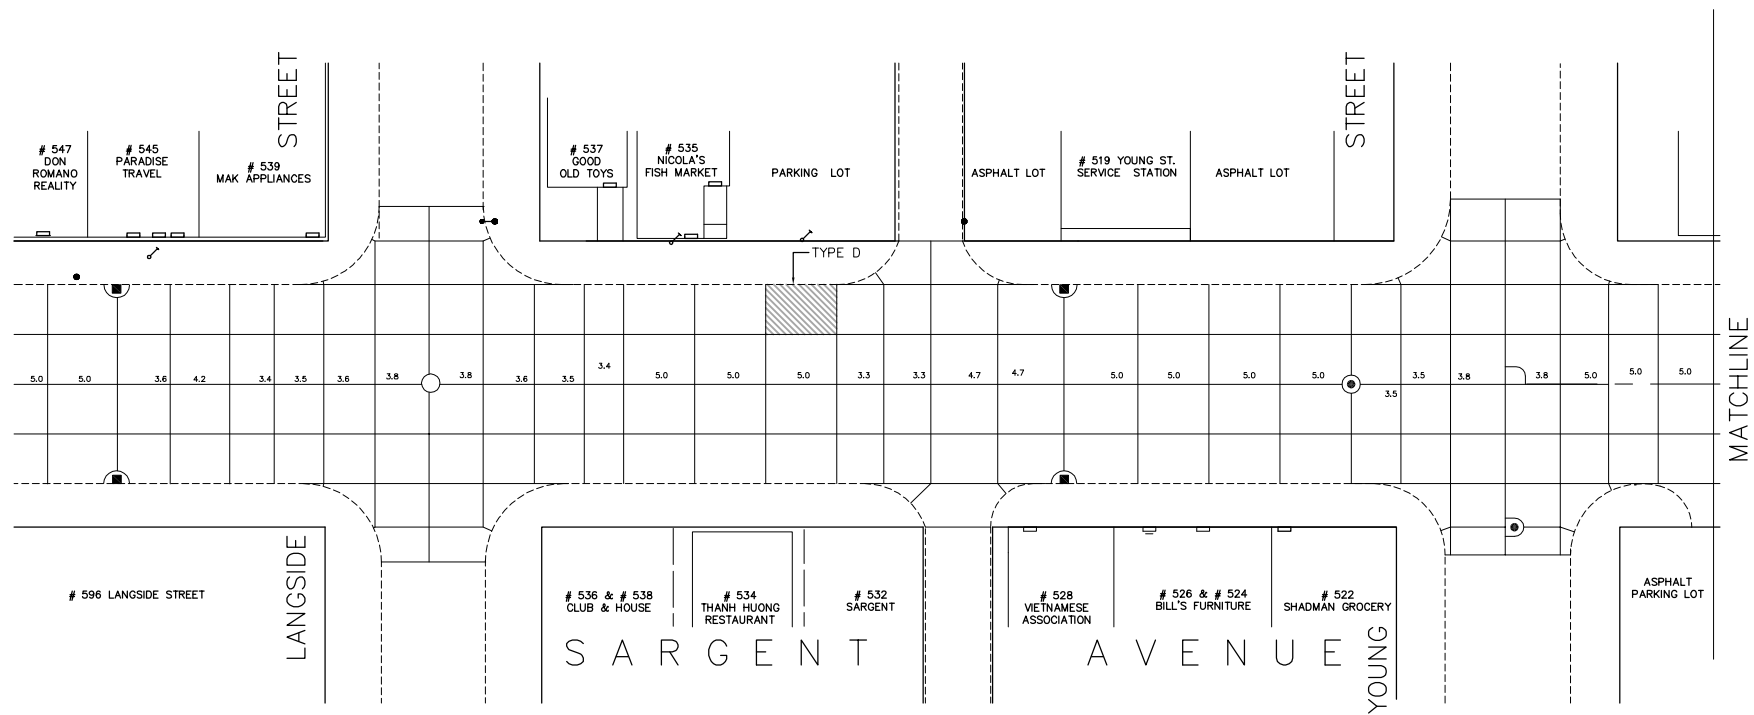 STREET
STREET
# 547
DON
ROMANO
REALITY
# 545
PARADISE
TRAVEL
# 539
MAK APPLIANCES
# 537
GOOD
OLD TOYS
# 535
NICOLA'S
FISH MARKET
PARKING LOT
ASPHALT LOT
# 519 YOUNG ST.
SERVICE STATION
ASPHALT LOT
TYPE D
5.0
5.0
3.6
4.2
3.4
3.5
3.6
3.8
3.8
3.6
3.5
3.4
5.0
5.0
5.0
3.3
3.3
4.7
4.7
5.0
5.0
5.0
5.0
3.5
3.5
3.8
3.8
5.0
5.0
5.0
MATCHLINE
# 596 LANGSIDE STREET
LANGSIDE
# 536 & # 538
CLUB & HOUSE
# 534
THANH HUONG
RESTAURANT
# 532
SARGENT
# 528
VIETNAMESE
ASSOCIATION
# 526 & # 524
BILL'S FURNITURE
# 522
SHADMAN GROCERY
ASPHALT
PARKING LOT
SARGENT AVENUE
YOUNG